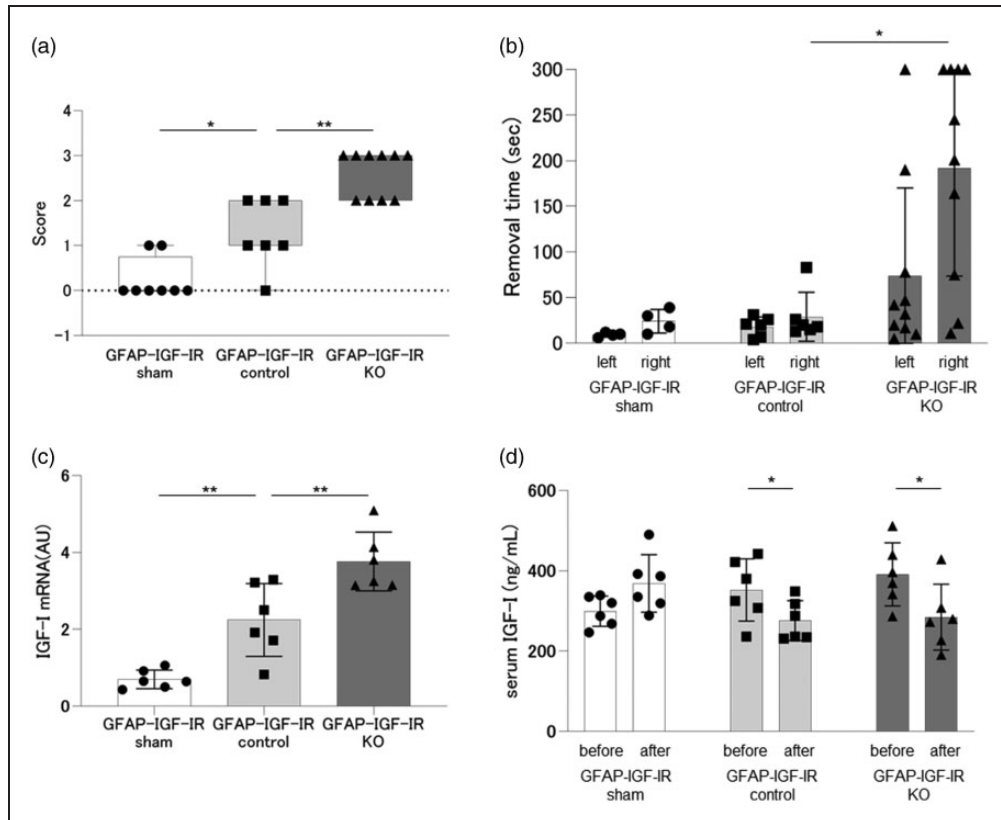 (a)
*
**
4
3
2
1
0
-1
Score
GFAP-IGF-IR
sham
GFAP-IGF-IR
control
GFAP-IGF-IR
KO
(b)
*
300
250
200
150
100
50
0
Removal time (sec)
left right left right left right
GFAP-IGF-IR
sham
GFAP-IGF-IR
control
GFAP-IGF-IR
KO
(c)
**
**
6
4
2
0
IGF-I mRNA(AU)
GFAP-IGF-IR
sham
GFAP-IGF-IR
control
GFAP-IGF-IR
KO
(d)
*
*
600
400
200
0
serum IGF-I (ng/mL)
before after before after before after
GFAP-IGF-IR
sham
GFAP-IGF-IR
control
GFAP-IGF-IR
KO